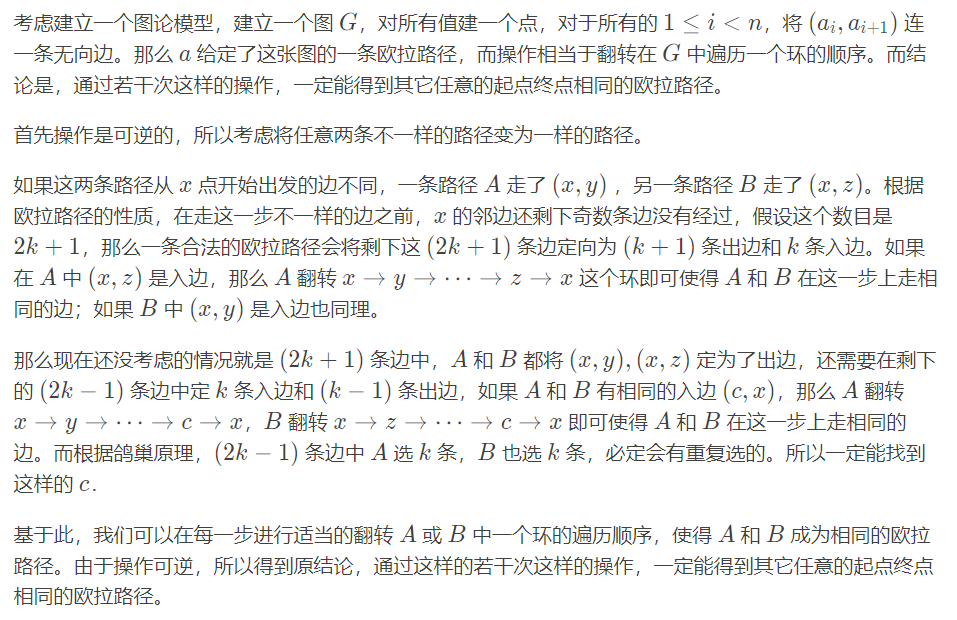 考虑建立一个图论模型，建立一个图 G，对所有值建一个点，对于所有的 1 ≤ i < n，将 (a_i, a_{i+1}) 连
一条无向边。那么 a 给定了这张图的一条欧拉路径，而操作相当于翻转在 G 中遍历一个环的顺序。而结
论是，通过若干次这样的操作，一定能得到其它任意的起点终点相同的欧拉路径。
首先操作是可逆的，所以考虑将任意两条不一样的路径变为一样的路径。
如果这两条路径从 x 点开始出发的边不同，一条路径 A 走了 (x, y) ，另一条路径 B 走了 (x, z)。根据
欧拉路径的性质，在走这一步不一样的边之前，x 的邻边还剩下奇数条边没有经过，假设这个数目是
2k + 1，那么一条合法的欧拉路径会将剩下这 (2k + 1) 条边定向为 (k + 1) 条出边和 k 条入边。如果
在 A 中 (x, z) 是入边，那么 A 翻转 x → y → ⋯ → z → x 这个环即可使得 A 和 B 在这一步上走相
同的边；如果 B 中 (x, y) 是入边也同理。
那么现在还没考虑的情况就是 (2k + 1) 条边中，A 和 B 都将 (x, y), (x, z) 定为了出边，还需要在剩下
的 (2k − 1) 条边中定 k 条入边和 (k − 1) 条出边，如果 A 和 B 有相同的入边 (c, x)，那么 A 翻转
x → y → ⋯ → c → x，B 翻转 x → z → ⋯ → c → x 即可使得 A 和 B 在这一步上走相同的
边。而根据鸽巢原理，(2k − 1) 条边中 A 选 k 条，B 也选 k 条，必定会有重复选的。所以一定能找到
这样的 c.
基于此，我们可以在每一步进行适当的翻转 A 或 B 中一个环的遍历顺序，使得 A 和 B 成为相同的欧拉
路径。由于操作可逆，所以得到原结论，通过这样的若干次这样的操作，一定能得到其它任意的起点终点
相同的欧拉路径。